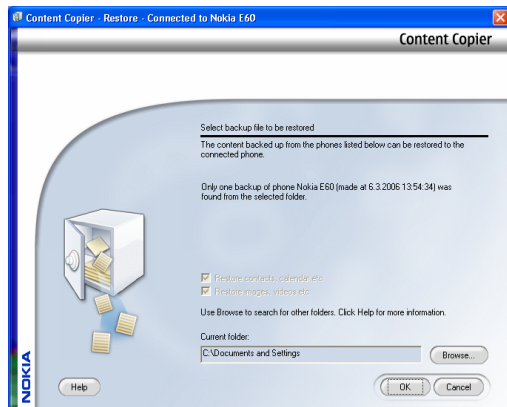 Content Copier - Restore - Connected to Nokia E60
Content Copier
Select backup file to be restored
The content backed up from the phones listed below can be restored to the
connected phone.
Only one backup of phone Nokia E60 (made at 6.3.2006 13:54:34) was
found from the selected folder.
Restore contacts, calendar etc
Restore images, videos etc
Use Browse to search for other folders. Click Help for more information.
Current folder:
C:\Documents and Settings
Browse...
NOKIA
Help
OK
Cancel